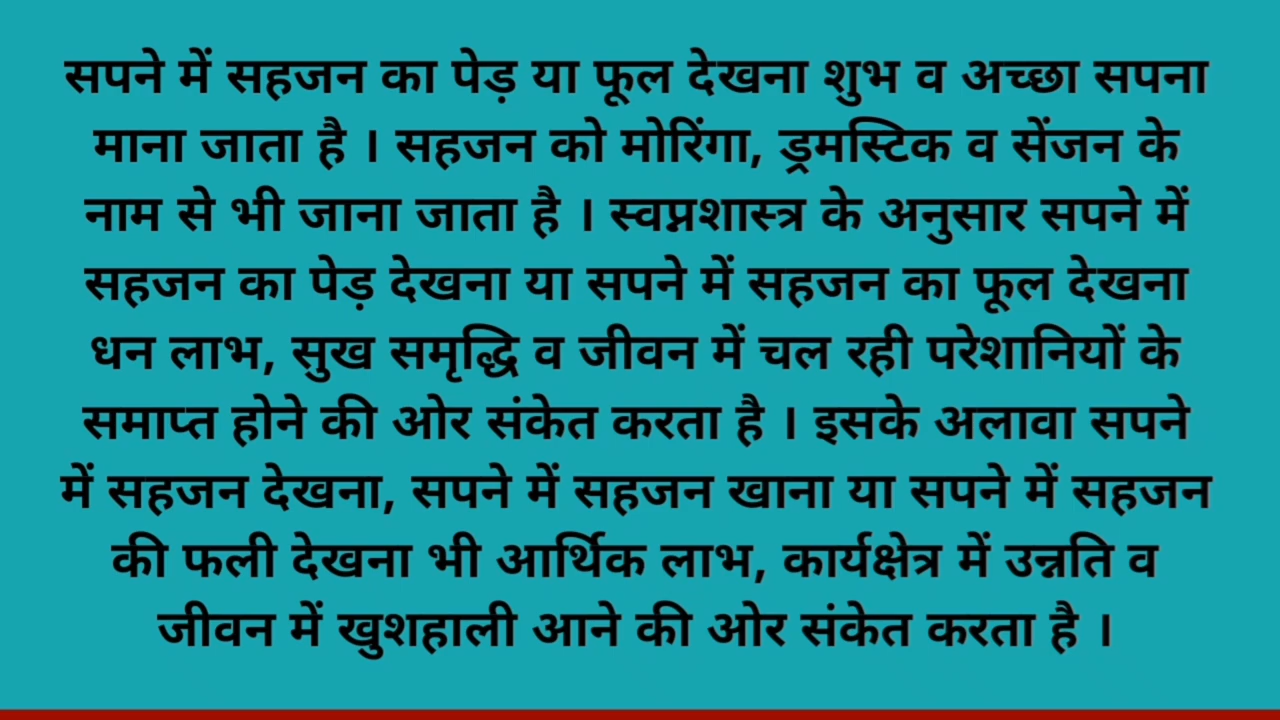 सपने में सहजन का पेड़ या फूल देखना शुभ व अच्छा सपना
माना जाता है । सहजन को मोरिंगा, ड्रमस्टिक व सेंजन के
नाम से भी जाना जाता है । स्वप्नशास्त्र के अनुसार सपने में
सहजन का पेड़ देखना या सपने में सहजन का फूल देखना
धन लाभ, सुख समृद्धि व जीवन में चल रही परेशानियों के
समाप्त होने की ओर संकेत करता है । इसके अलावा सपने
में सहजन देखना, सपने में सहजन खाना या सपने में सहजन
की फली देखना भी आर्थिक लाभ, कार्यक्षेत्र में उन्नति व
जीवन में खुशहाली आने की ओर संकेत करता है ।